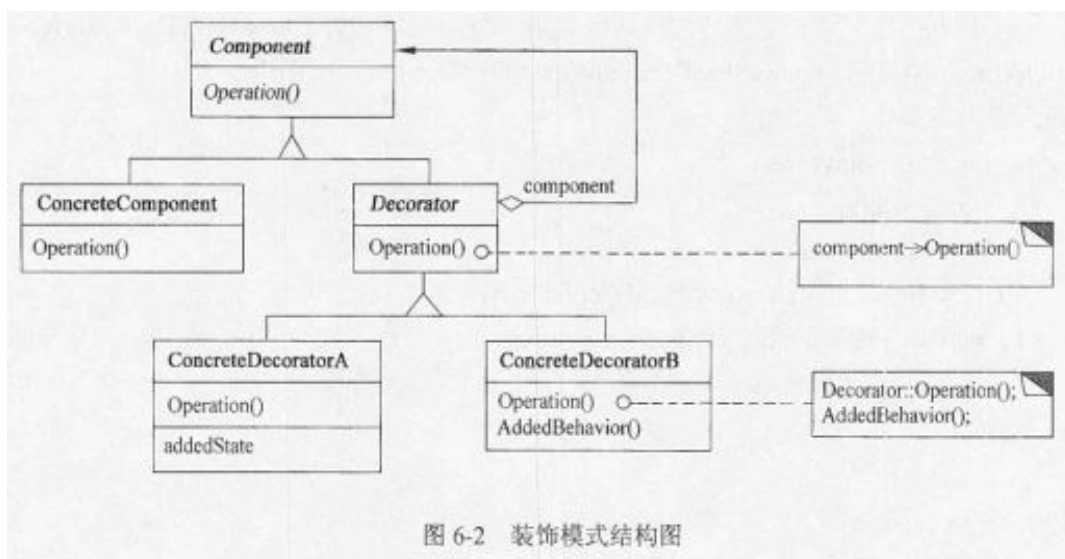 Component
Operation()
ConcreteComponent
Operation()
Decorator
Operation()
component
component->Operation()
ConcreteDecoratorA
Operation()
addedState
ConcreteDecoratorB
Operation()
AddedBehavior()
Decorator::Operation();
AddedBehavior();
图 6-2 装饰模式结构图